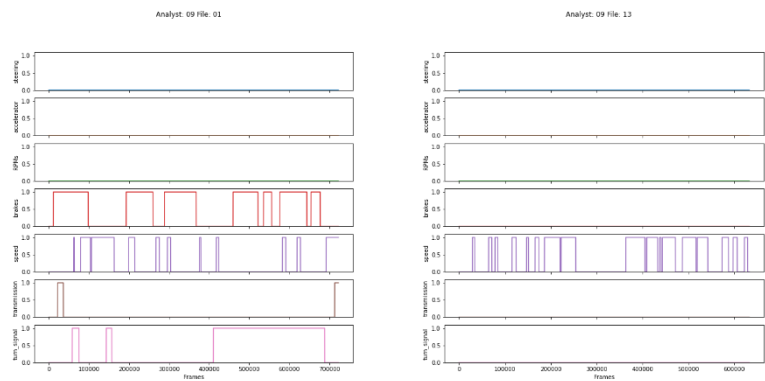 Analyst: 09 File: 01
steering
1.0
0.5
0.0
accelerator
1.0
0.5
0.0
RPMs
1.0
0.5
0.0
brakes
1.0
0.5
0.0
speed
1.0
0.5
0.0
transmission
1.0
0.5
0.0
turn_signal
1.0
0.5
0.0
0 100000 200000 300000 400000 500000 600000 700000
Frames
Analyst: 09 File: 13
steering
1.0
0.5
0.0
accelerator
1.0
0.5
0.0
RPMs
1.0
0.5
0.0
brakes
1.0
0.5
0.0
speed
1.0
0.5
0.0
transmission
1.0
0.5
0.0
turn_signal
1.0
0.5
0.0
0 100000 200000 300000 400000 500000 600000
Frames